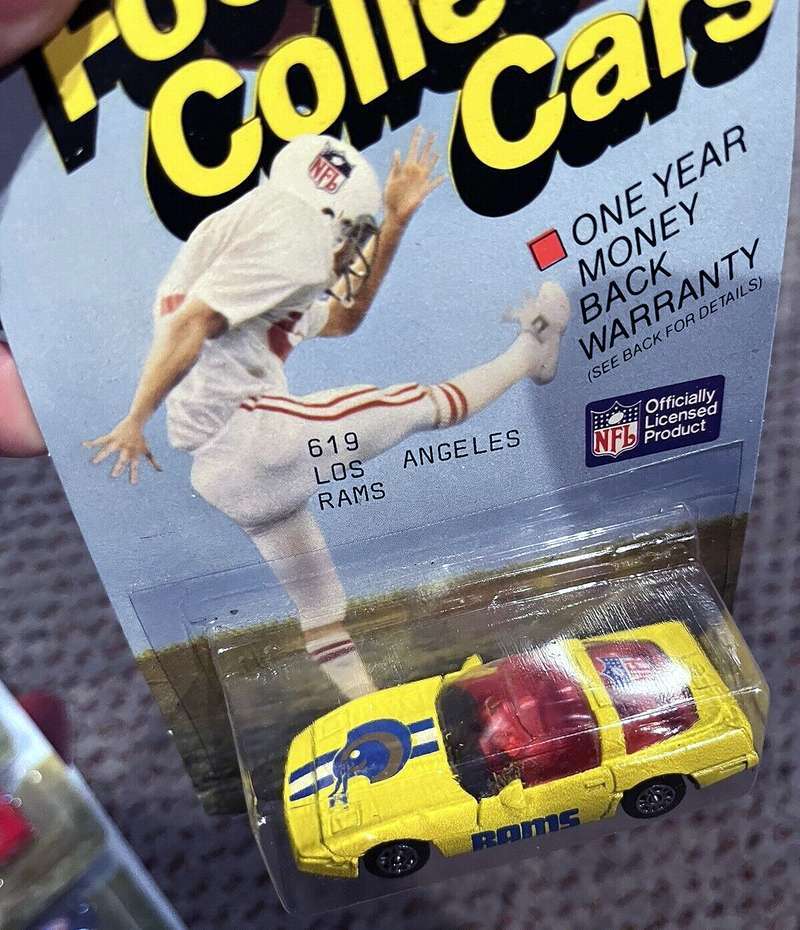 Colle
Cars
NFL
ONE YEAR
MONEY
BACK
WARRANTY
(SEE BACK FOR DETAILS)
NFL
Officially
Licensed
Product
619
LOS ANGELES
RAMS
RAMS